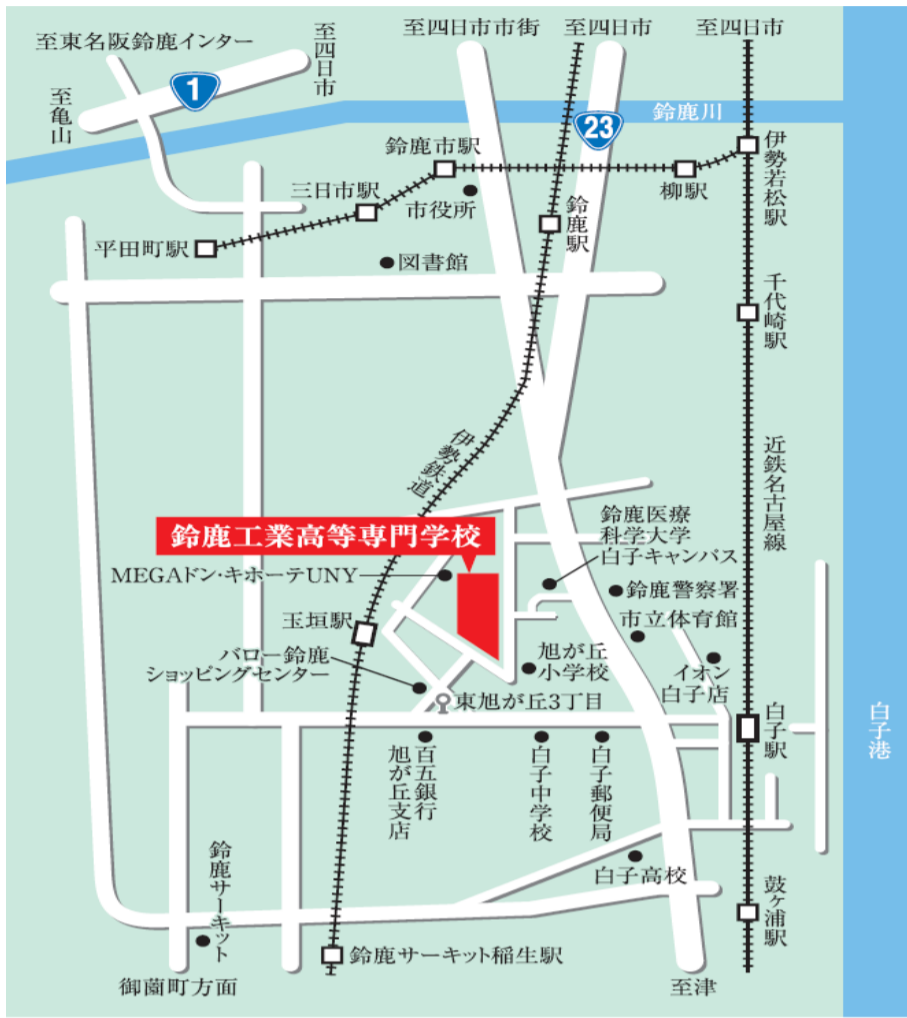 至東名阪鈴鹿インター
至四日市
至四日市市街
至四日市
至四日市
1
至亀山
23
鈴鹿川
鈴鹿市駅
伊勢若松駅
三日市駅
市役所
柳駅
鈴鹿駅
平田町駅
図書館
千代崎駅
伊勢鉄道
近鉄名古屋線
鈴鹿工業高等専門学校
鈴鹿医療
科学大学
白子キャンパス
MEGAドン・キホーテUNY
鈴鹿警察署
玉垣駅
市立体育館
バロー鈴鹿
ショッピングセンター
旭が丘
小学校
イオン
白子店
東旭が丘3丁目
白子駅
白子港
百五銀行
旭が丘支店
白子中学校
白子郵便局
鈴鹿サーキット
白子高校
鼓ヶ浦駅
鈴鹿サーキット稲生駅
御薗町方面
至津